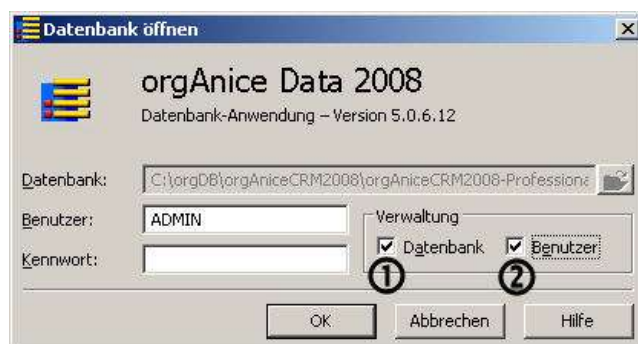 Datenbank öffnen
orgAnice Data 2008
Datenbank-Anwendung – Version 5.0.6.12
Datenbank: C:\orgDB\orgAniceCRM2008\orgAniceCRM2008-Professiona
Benutzer: ADMIN
Verwaltung
Datenbank Benutzer
Kennwort:
1 2
OK Abbrechen Hilfe